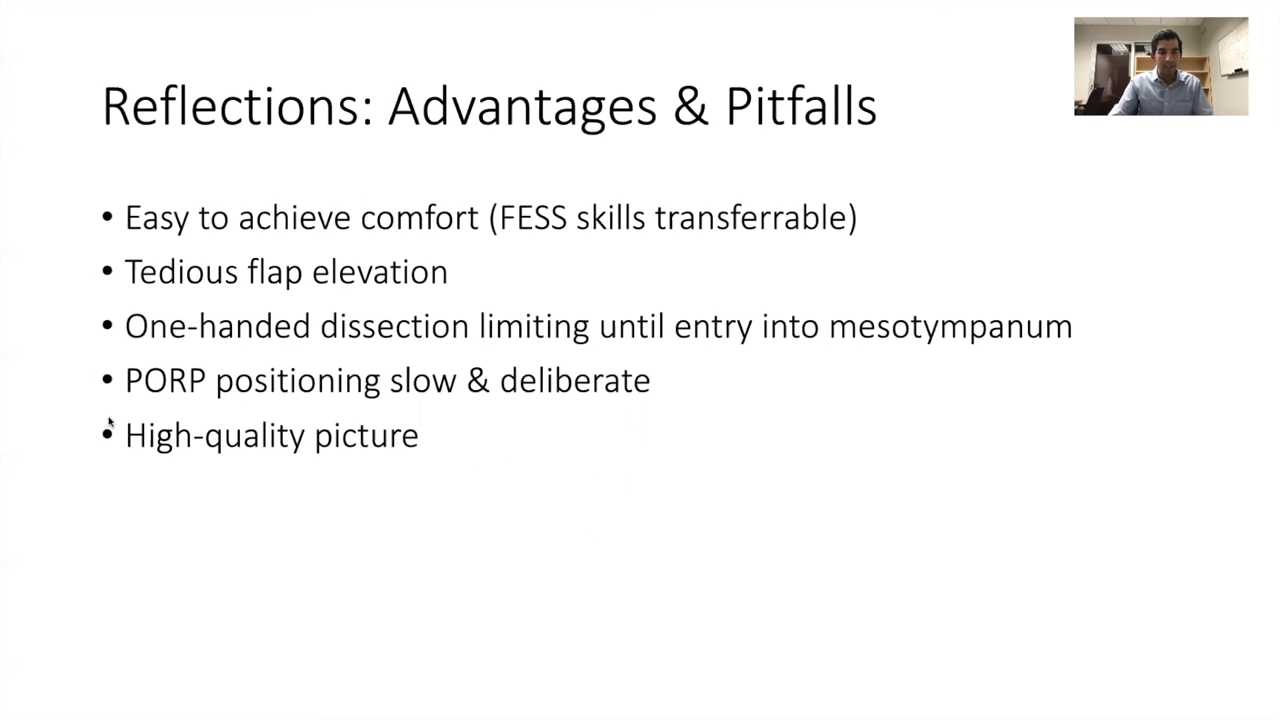 Reflections: Advantages & Pitfalls
• Easy to achieve comfort (FESS skills transferrable)
• Tedious flap elevation
• One-handed dissection limiting until entry into mesotympanum
• PORP positioning slow & deliberate
• High-quality picture